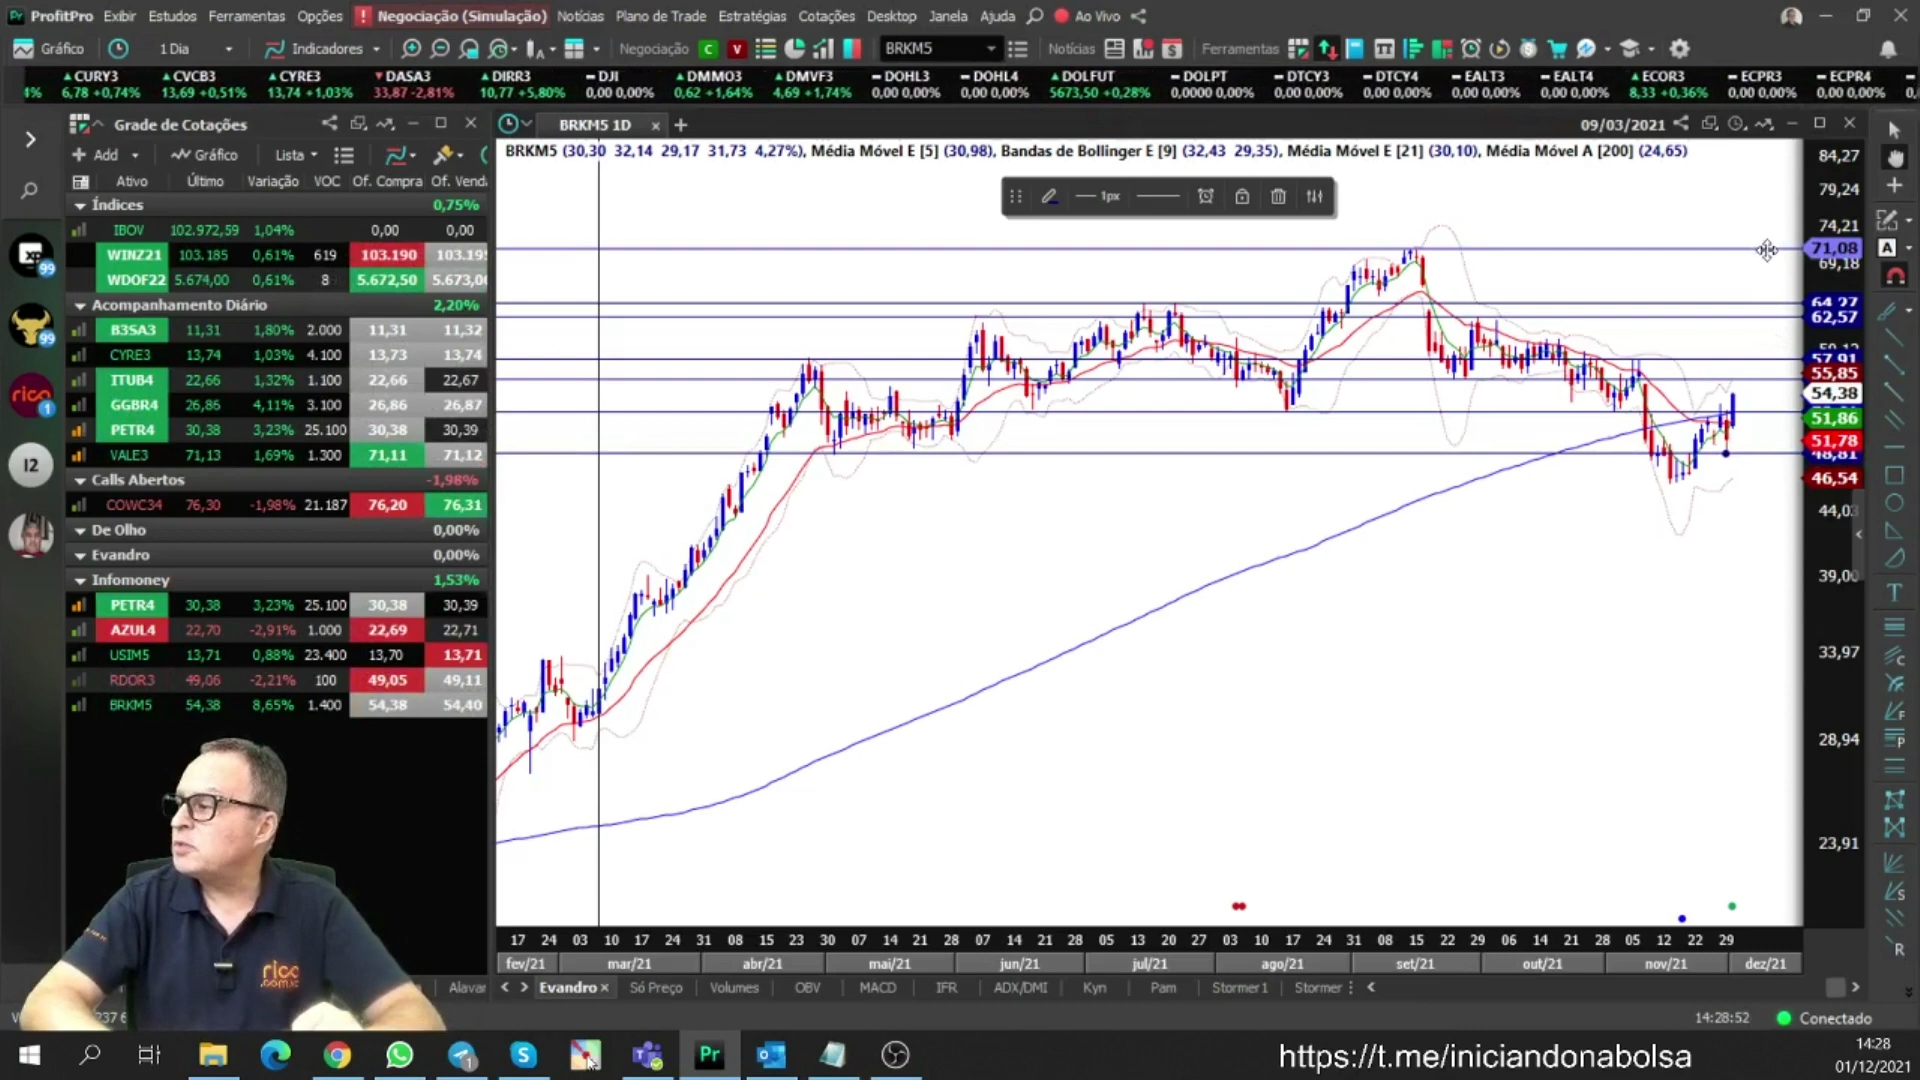 ProfitPro Exibir Estudos Ferramentas Opções ! Negociação (Simulação) Notícias Plano de Trade Estratégias Cotações Desktop Janela Ajuda Ao Vivo
Gráfico 1 Dia Indicadores Negociação C V BRKM5 Notícias Ferramentas
CURY3 CVCB3 CYRE3 DASA3 DIRR3 DJI DMMO3 DMVF3 DOHL3 DOHL4 DOLFUT DOLPT DTCY3 DTCY4 EALT3 EALT4 ECOR3 ECPR3 ECPR4
4% 6,78 +0,74% 13,69 +0,51% 13,74 +1,03% 33,87 -2,81% 10,77 +5,80% 0,00 0,00% 0,62 +1,64% 4,69 +1,74% 0,00 0,00% 0,00 0,00% 5673,50 +0,28% 0,0000 0,00% 0,00 0,00% 0,00 0,00% 0,00 0,00% 0,00 0,00% 8,33 +0,36% 0,00 0,00% 0,00 0,00%
Grade de Cotações
Add Gráfico Lista
Ativo Último Variação VOC Of. Compra Of. Vend
Índices 0,75%
IBOV 102.972,59 1,04% 0,00 0,00
WINZ21 103.185 0,61% 619 103.190 103.19
WDOF22 5.674,00 0,61% 8 5.672,50 5.673,0
Acompanhamento Diário 2,20%
B3SA3 11,31 1,80% 2.000 11,31 11,32
CYRE3 13,74 1,03% 4.100 13,73 13,74
ITUB4 22,66 1,32% 1.100 22,66 22,67
GGBR4 26,86 4,11% 3.100 26,86 26,87
PETR4 30,38 3,23% 25.100 30,38 30,39
VALE3 71,13 1,69% 1.300 71,11 71,12
Calls Abertos -1,98%
COWC34 76,30 -1,98% 21.187 76,20 76,31
De Olho 0,00%
Evandro 0,00%
Infomoney 1,53%
PETR4 30,38 3,23% 25.100 30,38 30,39
AZUL4 22,70 -2,91% 1.000 22,69 22,71
USIM5 13,71 0,88% 23.400 13,70 13,71
RDOR3 49,06 -2,21% 100 49,05 49,11
BRKM5 54,38 8,65% 1.400 54,38 54,40
xp 99
99
rico 1
I2
BRKM5 1D
09/03/2021
BRKM5 (30,30 32,14 29,17 31,73 4,27%), Média Móvel E [5] (30,98), Bandas de Bollinger E [9] (32,43 29,35), Média Móvel E [21] (30,10), Média Móvel A [200] (24,65)
1px
84,27
79,24
74,21
71,08
69,18
64,27
62,57
57,91
55,85
54,38
51,86
51,78
48,81
46,54
44,03
39,00
33,97
28,94
23,91
17 24 03 10 17 24 31 08 15 23 30 07 14 21 28 07 14 21 28 05 13 20 27 03 10 17 24 31 08 15 22 29 06 14 21 28 05 12 22 29
fev/21 mar/21 abr/21 mai/21 jun/21 jul/21 ago/21 set/21 out/21 nov/21 dez/21
Alavar Evandro Só Preço Volumes OBV MACD IFR ADX/DMI Kyn Pam Stormer1 Stormer
rico
.com.vc
14:28:52 Conectado
Pr
https://t.me/iniciandonabolsa
14:28
01/12/2021